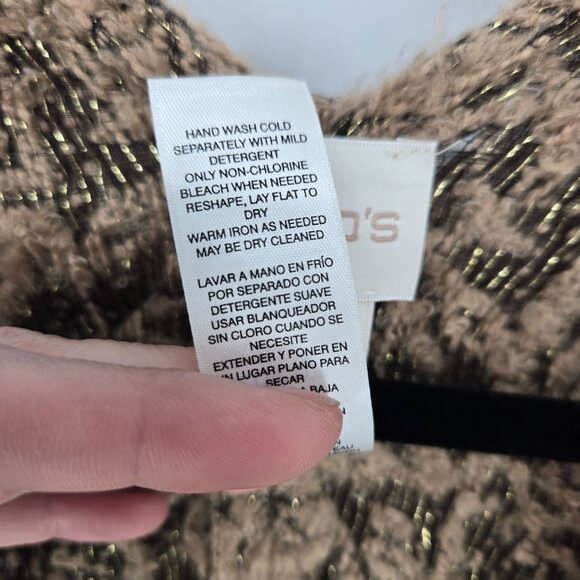 HAND WASH COLD
SEPARATELY WITH MILD
DETERGENT
ONLY NON-CHLORINE
BLEACH WHEN NEEDED
RESHAPE, LAY FLAT TO
DRY
WARM IRON AS NEEDED
MAY BE DRY CLEANED
LAVAR A MANO EN FRÍO
POR SEPARADO CON
DETERGENTE SUAVE
USAR BLANQUEADOR
SIN CLORO CUANDO SE
NECESITE
EXTENDER Y PONER EN
UN LUGAR PLANO PARA
SECAR
BAJA
O'S